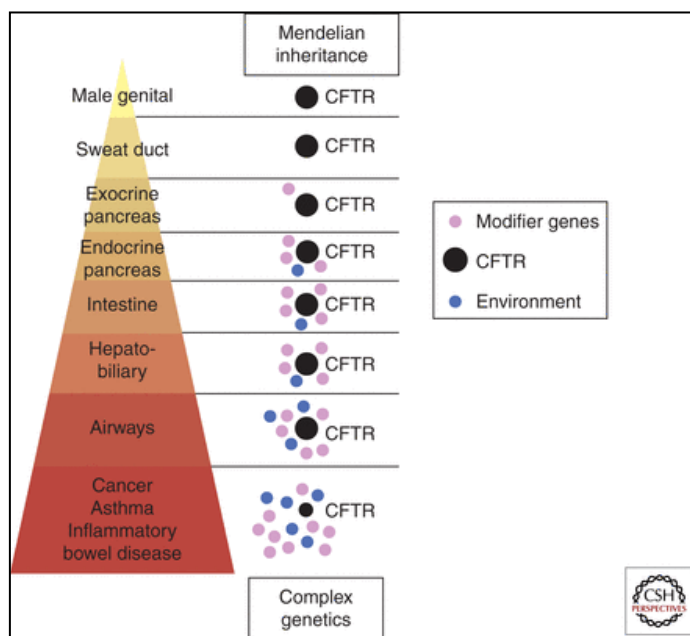 Mendelian
inheritance
Male genital
CFTR
Sweat duct
CFTR
Exocrine
pancreas
CFTR
Endocrine
pancreas
CFTR
Intestine
CFTR
Hepato-
biliary
CFTR
Airways
CFTR
Cancer
Asthma
Inflammatory
bowel disease
CFTR
Complex
genetics
Modifier genes
CFTR
Environment
CSH
PERSPECTIVES